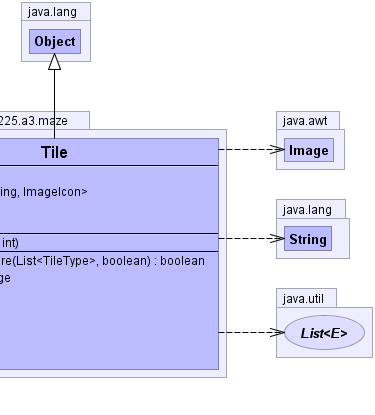 java.lang
Object
225.a3.maze
Tile
ing, ImageIcon>
int)
re(List<TileType>, boolean) : boolean
ge
java.awt
Image
java.lang
String
java.util
List<E>